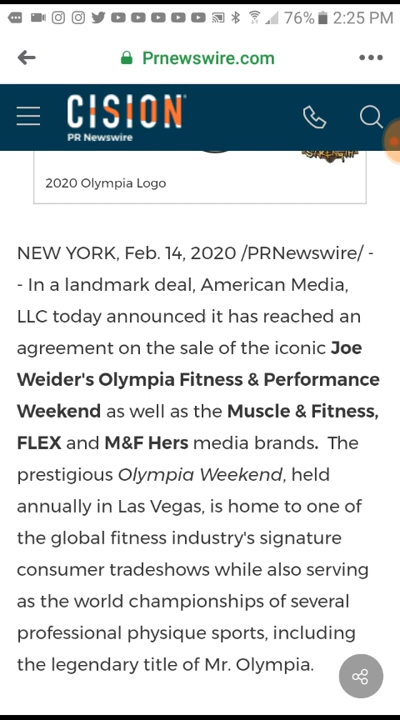 76% 2:25 PM
Prnewswire.com
CISION
PR Newswire
2020 Olympia Logo
NEW YORK, Feb. 14, 2020 /PRNewswire/ -
- In a landmark deal, American Media,
LLC today announced it has reached an
agreement on the sale of the iconic Joe
Weider's Olympia Fitness & Performance
Weekend as well as the Muscle & Fitness,
FLEX and M&F Hers media brands. The
prestigious Olympia Weekend, held
annually in Las Vegas, is home to one of
the global fitness industry's signature
consumer tradeshows while also serving
as the world championships of several
professional physique sports, including
the legendary title of Mr. Olympia.